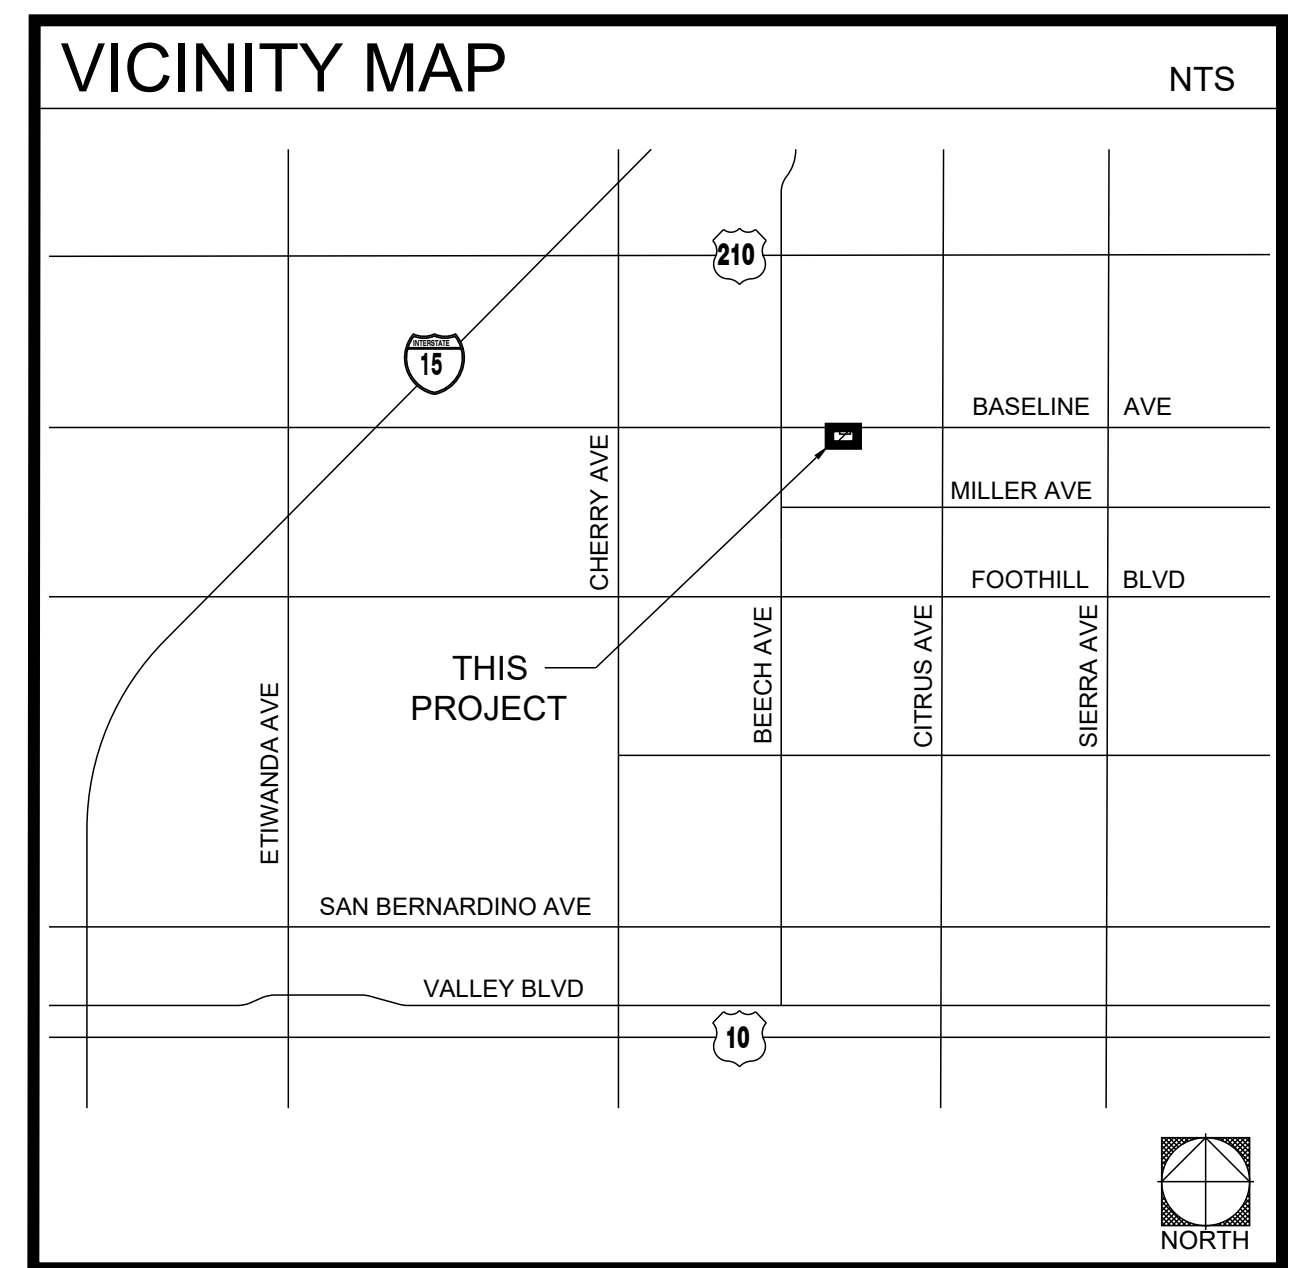 VICINITY MAP
NTS
210
INTERSTATE
15
BASELINE AVE
CHERRY AVE
MILLER AVE
FOOTHILL BLVD
THIS
PROJECT
BEECH AVE
CITRUS AVE
SIERRA AVE
ETIWANDA AVE
SAN BERNARDINO AVE
VALLEY BLVD
10
NORTH